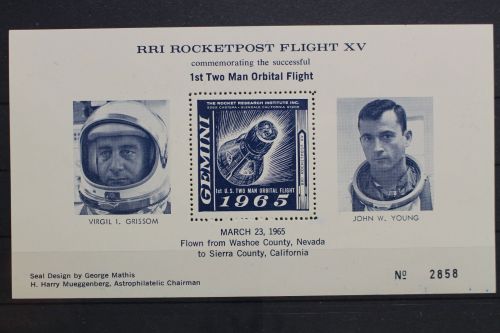 RRI ROCKETPOST FLIGHT XV
commemorating the successful
1st Two Man Orbital Flight
THE ROCKET RESEARCH INSTITUTE INC.
GLENDALE CALIFORNIA
GEMINI
1st U.S. TWO MAN ORBITAL FLIGHT
1965
VIRGIL I. GRISSOM
JOHN W. YOUNG
MARCH 23, 1965
Flown from Washoe County, Nevada
to Sierra County, California
Seal Design by George Mathis
H. Harry Mueggenberg, Astrophilatelic Chairman
No 2858